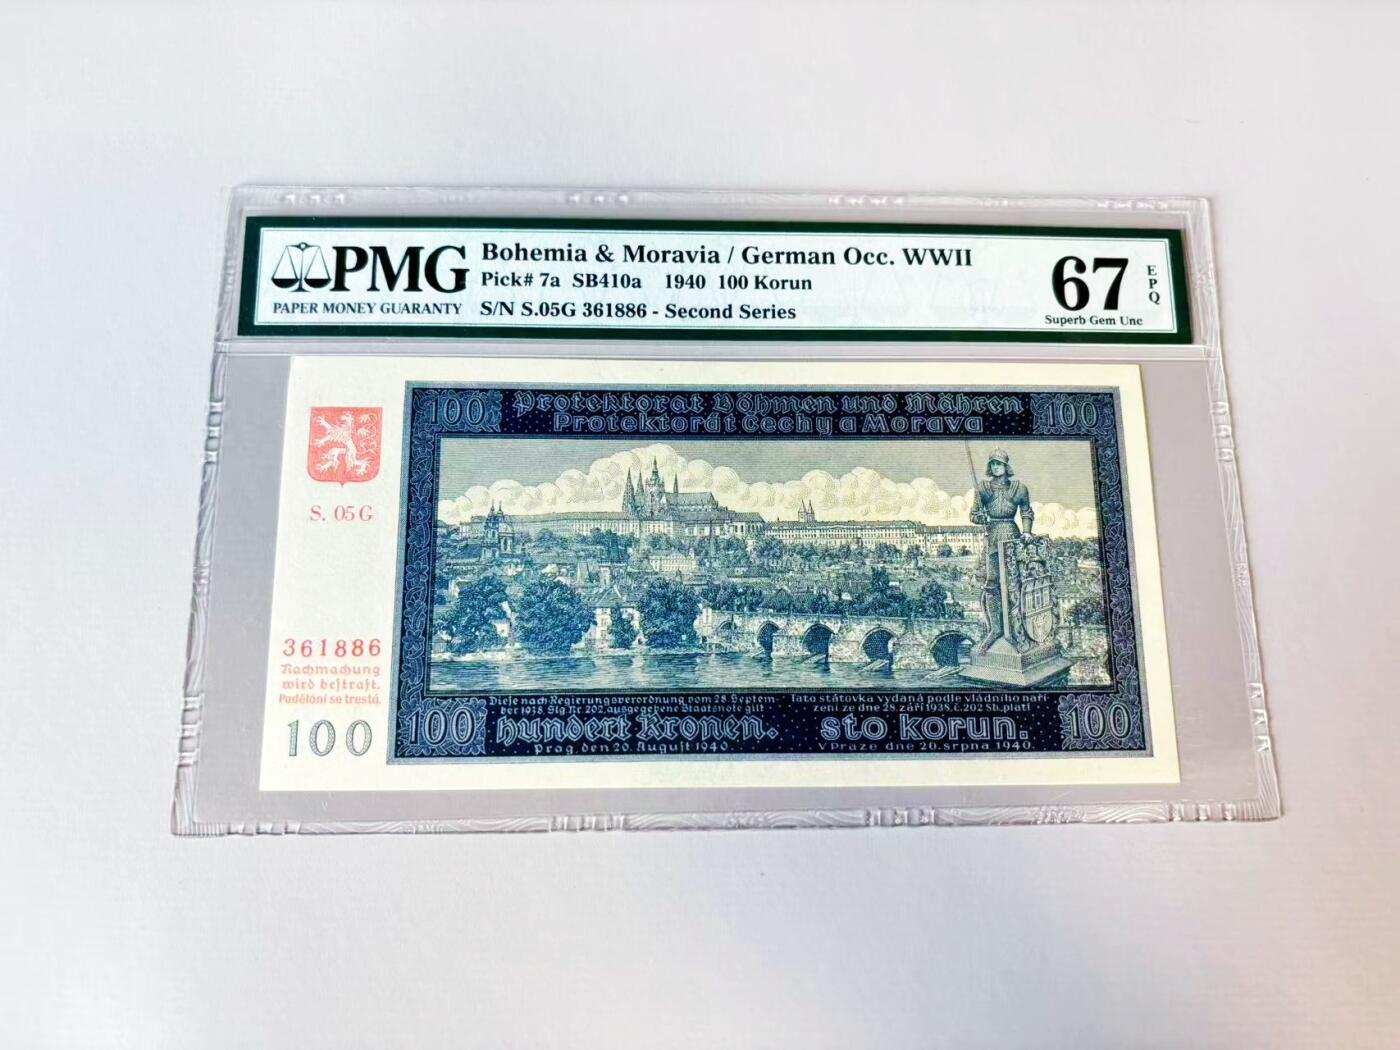 PMG
PAPER MONEY GUARANTY
Bohemia & Moravia / German Occ. WWII
Pick# 7a SB410a 1940 100 Korun
S/N S.05G 361886 - Second Series
67
EPQ
Superb Gem Unc
100 Protektorat Böhmen und Mähren 100
Protektorát Čechy a Morava
S. 05G
361886
Nachmachung
wird bestraft.
Padělání se trestá.
100
Diese nach Regierungsverordnung vom 28. Septem-
ber 1938, Slg. Nr. 202, ausgegebene Staatsnote gilt
100 hundert Kronen.
Prag, den 20. August 1940.
Tato státovka vydaná podle vládního naří-
zení ze dne 28. září 1938, č. 202 Sb., platí
sto korun. 100
V Praze dne 20. srpna 1940.